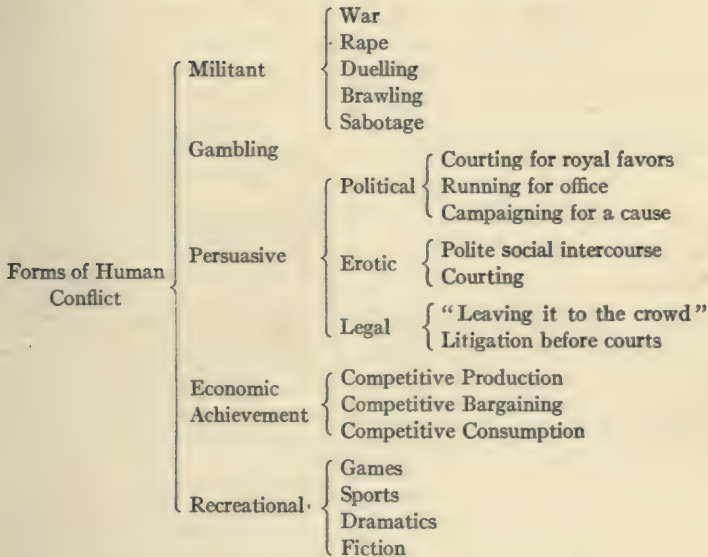 Forms of Human
Conflict
Militant
War
Rape
Duelling
Brawling
Sabotage
Gambling
Persuasive
Political
Courting for royal favors
Running for office
Campaigning for a cause
Erotic
Polite social intercourse
Courting
Legal
"Leaving it to the crowd"
Litigation before courts
Economic
Achievement
Competitive Production
Competitive Bargaining
Competitive Consumption
Recreational
Games
Sports
Dramatics
Fiction